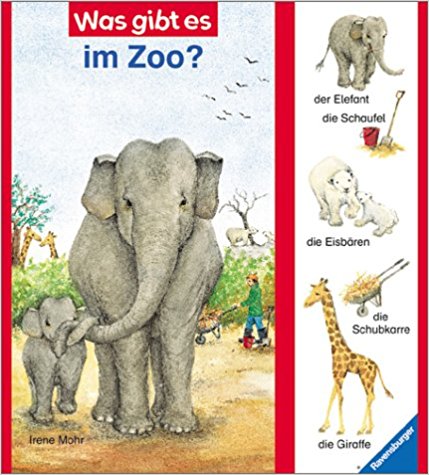 Was gibt es
im Zoo?
Irene Mohr
der Elefant
die Schaufel
die Eisbären
die
Schubkarre
die Giraffe
Ravensburger